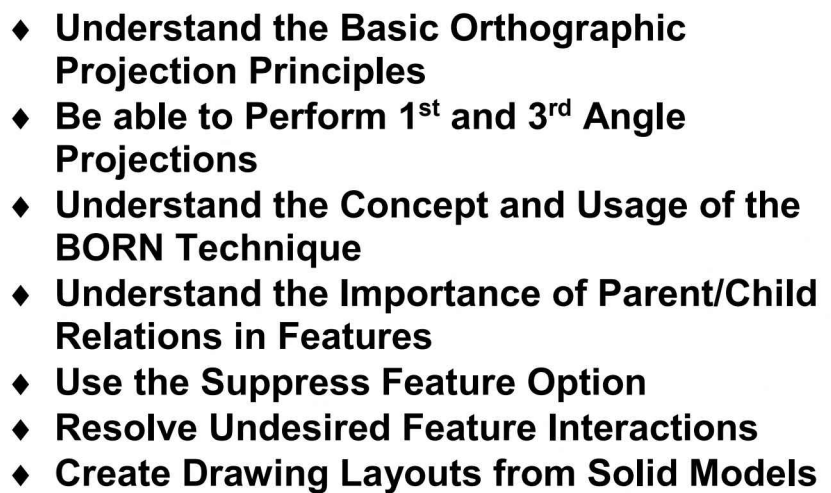 ♦ Understand the Basic Orthographic
Projection Principles
♦ Be able to Perform 1st and 3rd Angle
Projections
♦ Understand the Concept and Usage of the
BORN Technique
♦ Understand the Importance of Parent/Child
Relations in Features
♦ Use the Suppress Feature Option
♦ Resolve Undesired Feature Interactions
♦ Create Drawing Layouts from Solid Models